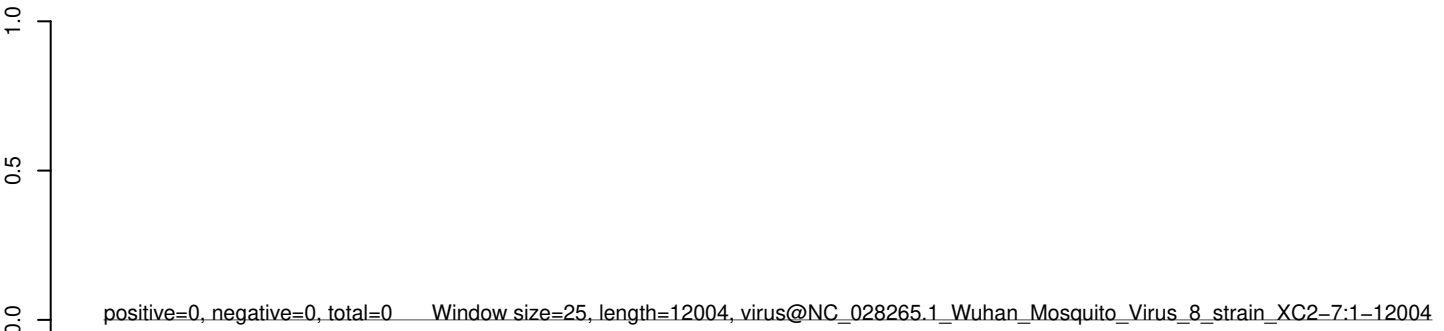 1.0
0.5
0.0
positive=0, negative=0, total=0 Window size=25, length=12004, virus@NC_028265.1_Wuhan_Mosquito_Virus_8_strain_XC2−7:1−12004